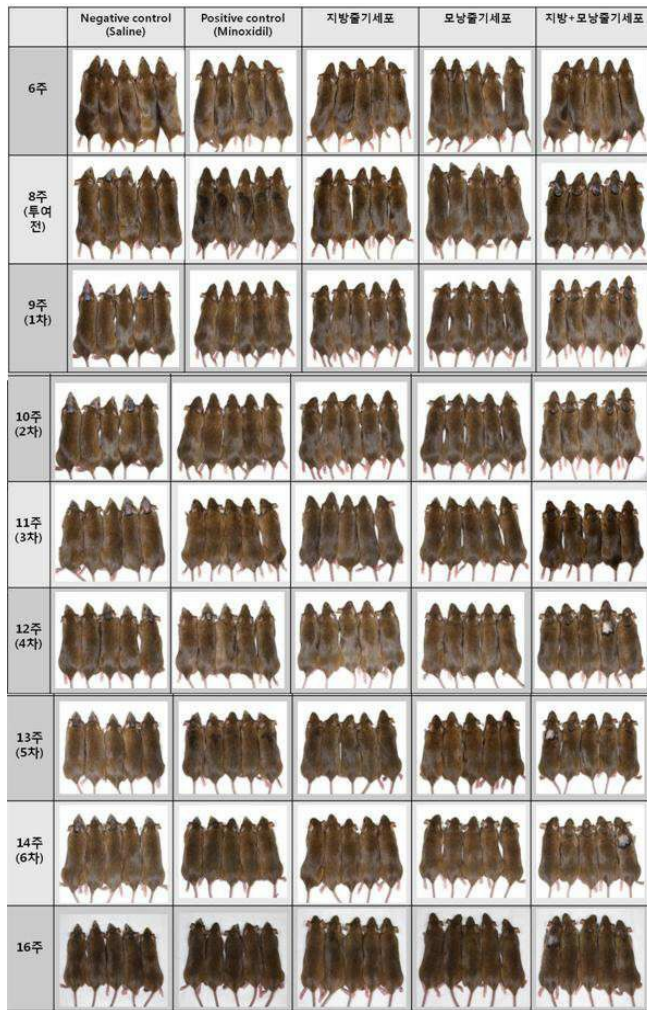 Negative control
(Saline)
Positive control
(Minoxidil)
지방줄기세포
모낭줄기세포
지방+모낭줄기세포
6주
8주
(투여
전)
9주
(1차)
10주
(2차)
11주
(3차)
12주
(4차)
13주
(5차)
14주
(6차)
16주